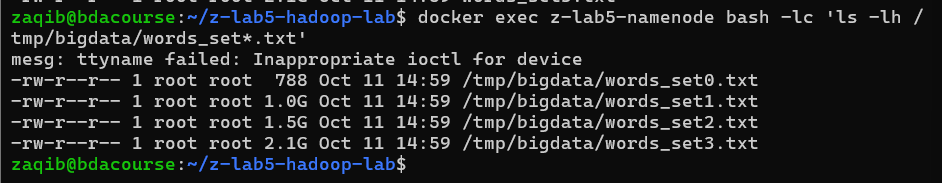 zaqib@bdacourse:~/z-lab5-hadoop-lab$ docker exec z-lab5-namenode bash -lc 'ls -lh /
tmp/bigdata/words_set*.txt'
mesg: ttyname failed: Inappropriate ioctl for device
-rw-r--r-- 1 root root  788 Oct 11 14:59 /tmp/bigdata/words_set0.txt
-rw-r--r-- 1 root root 1.0G Oct 11 14:59 /tmp/bigdata/words_set1.txt
-rw-r--r-- 1 root root 1.5G Oct 11 14:59 /tmp/bigdata/words_set2.txt
-rw-r--r-- 1 root root 2.1G Oct 11 14:59 /tmp/bigdata/words_set3.txt
zaqib@bdacourse:~/z-lab5-hadoop-lab$